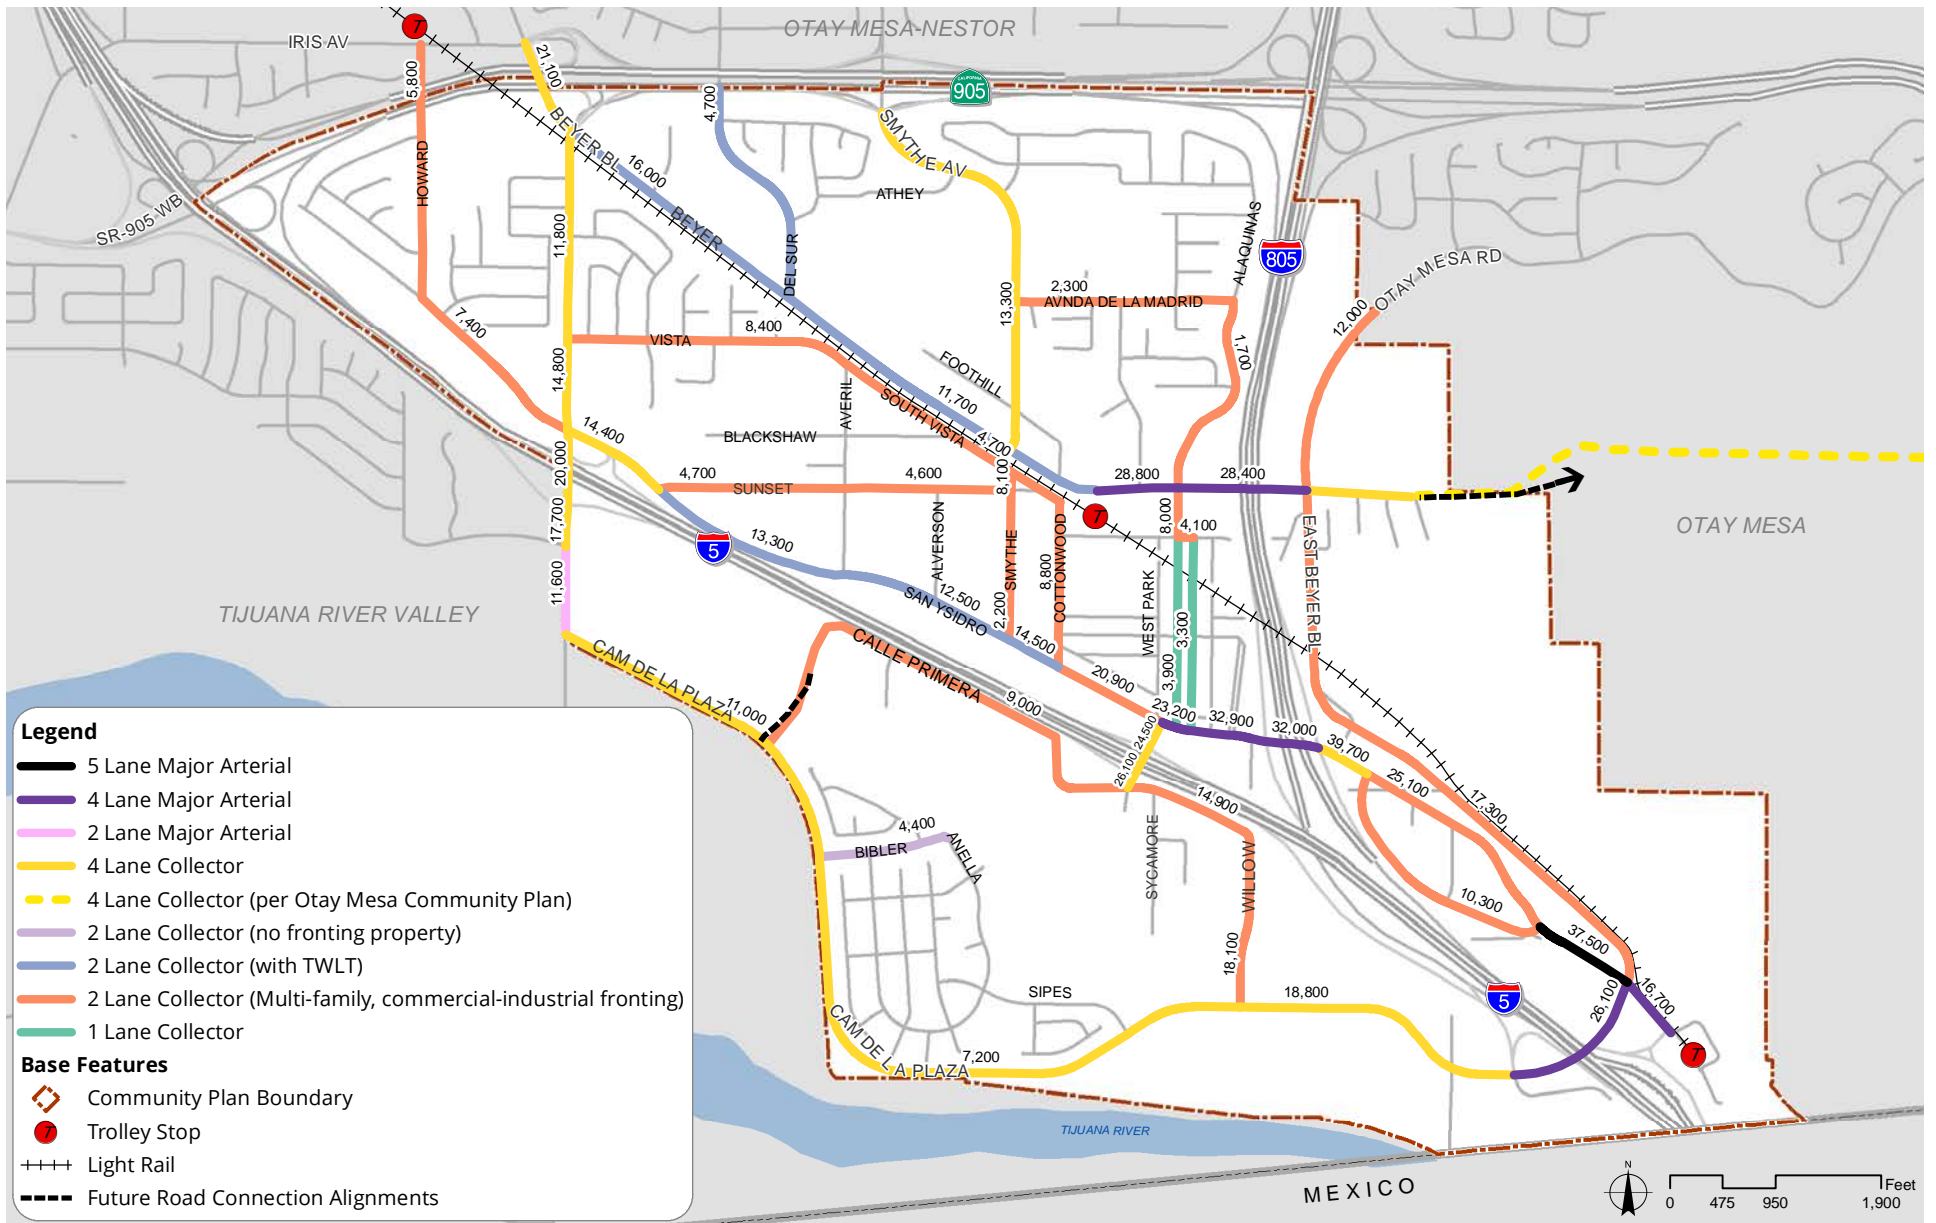 7
IRIS AV
5,800
21,100
OTAY MESA-NESTOR
CALIFORNIA
905
4,700
BEYER BL
16,000
SMYTHE AV
ATHEY
HOWARD
SR-905 WB
11,800
BEYER
DEL SUR
ALAQUINAS
805
OTAY MESA RD
12,000
2,300
AVNDA DE LA MADRID
13,300
7,400
VISTA
8,400
1,700
14,800
FOOTHILL
11,700
AVERIL
SOUTH VISTA
BLACKSHAW
14,400
4,700
20,000
4,700
SUNSET
4,600
8,100
28,800
28,400
17,700
7
8,000
4,100
OTAY MESA
5
13,300
ALVERSON
SMYTHE
8,800
COTTONWOOD
EAST BEYER BL
11,600
12,500
SAN YSIDRO
2,200
14,500
WEST PARK
3,300
3,900
TIJUANA RIVER VALLEY
CAM DE LA PLAZA
11,000
CALLE PRIMERA
9,000
20,900
23,200
32,900
32,000
39,700
24,500
26,100
25,100
14,900
17,300
4,400
BIBLER
ANELLA
SYCAMORE
WILLOW
10,300
37,500
18,100
SIPES
18,800
5
26,100
16,700
7
CAM DE LA PLAZA
7,200
TIJUANA RIVER
MEXICO
Legend
5 Lane Major Arterial
4 Lane Major Arterial
2 Lane Major Arterial
4 Lane Collector
4 Lane Collector (per Otay Mesa Community Plan)
2 Lane Collector (no fronting property)
2 Lane Collector (with TWLT)
2 Lane Collector (Multi-family, commercial-industrial fronting)
1 Lane Collector
Base Features
Community Plan Boundary
7 Trolley Stop
Light Rail
Future Road Connection Alignments
N
Feet
0 475 950 1,900